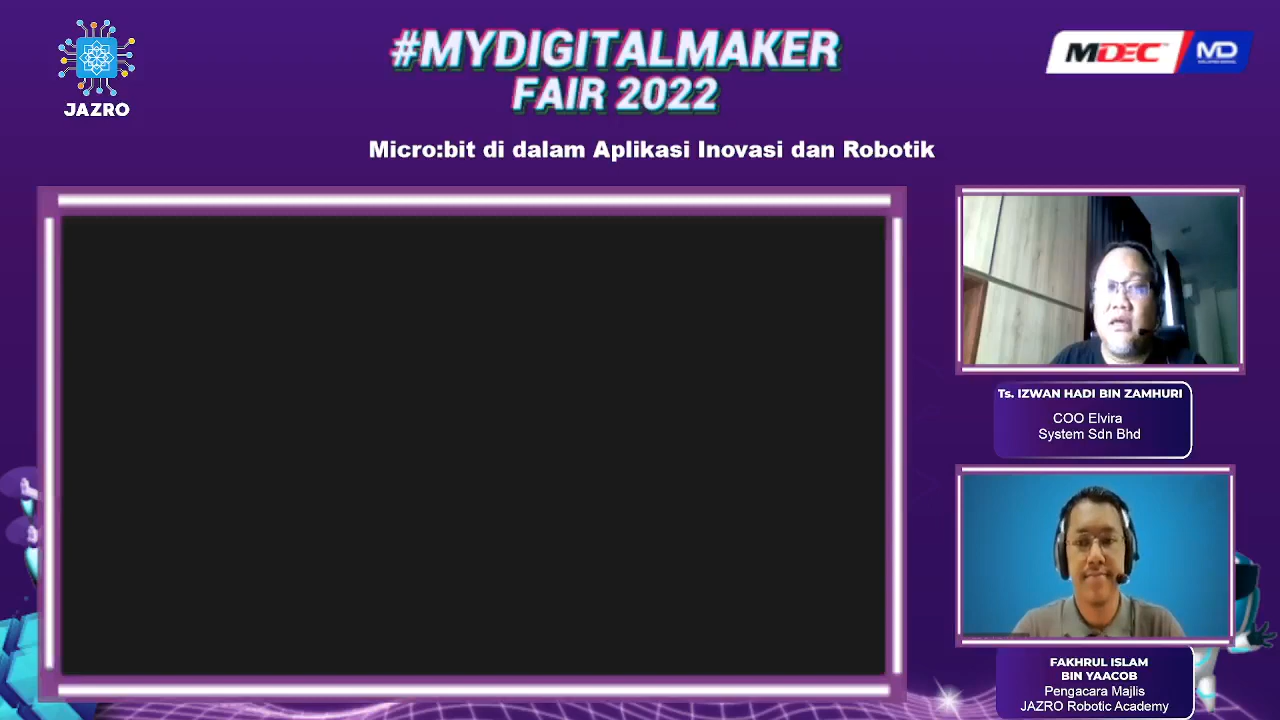 JAZRO
#MYDIGITALMAKER
FAIR 2022
MDEC
MD
Micro:bit di dalam Aplikasi Inovasi dan Robotik
Ts. IZWAN HADI BIN ZAMHURI
COO Elvira
System Sdn Bhd
FAKHRUL ISLAM
BIN YAACOB
Pengacara Majlis
JAZRO Robotic Academy